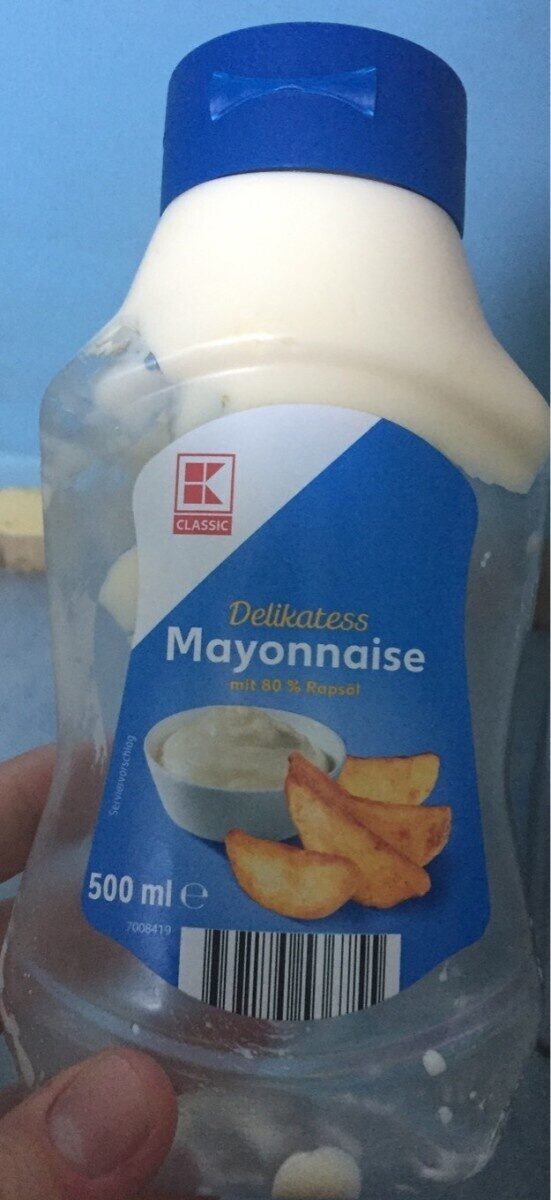 K
CLASSIC
Delikatess
Mayonnaise
mit 80 % Rapsöl
Serviervorschlag
500 ml ℮
7008419